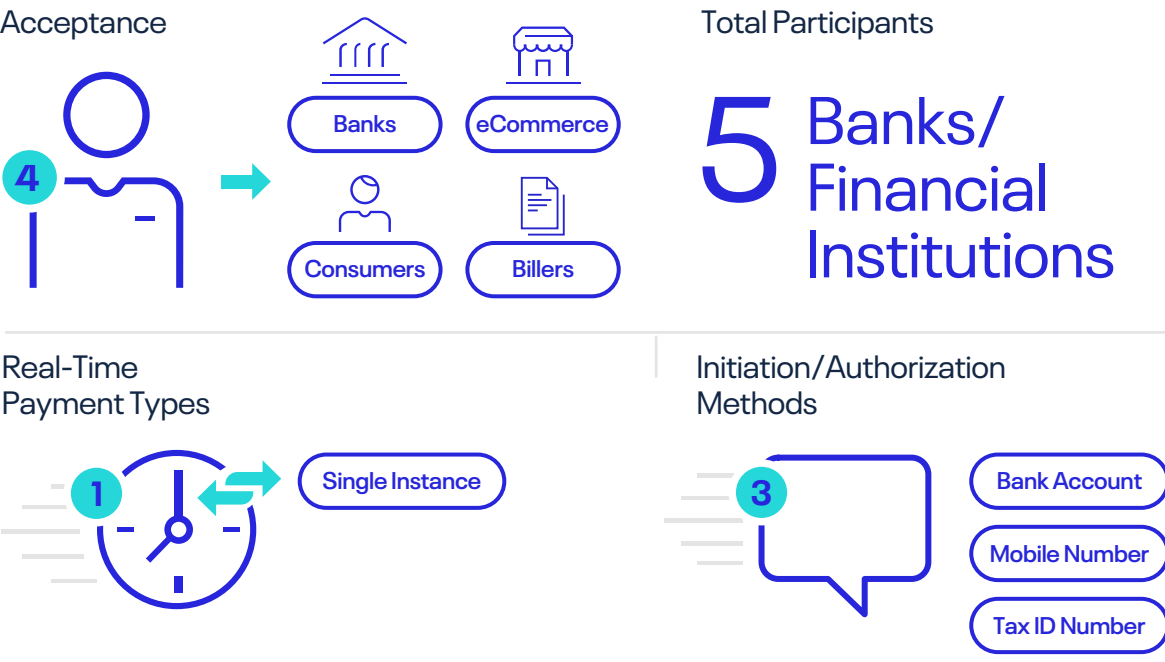 Acceptance
4
Banks
eCommerce
Consumers
Billers
Total Participants
5
Banks/
Financial
Institutions
Real-Time
Payment Types
1
Single Instance
Initiation/Authorization
Methods
3
Bank Account
Mobile Number
Tax ID Number